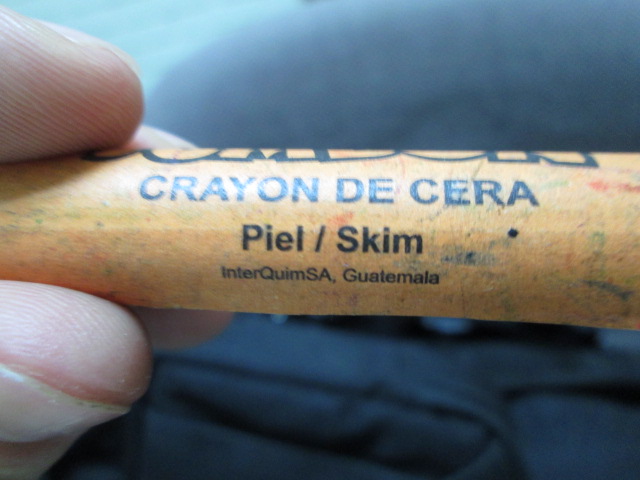 CRAYON DE CERA
Piel / Skim
InterQuimSA, Guatemala